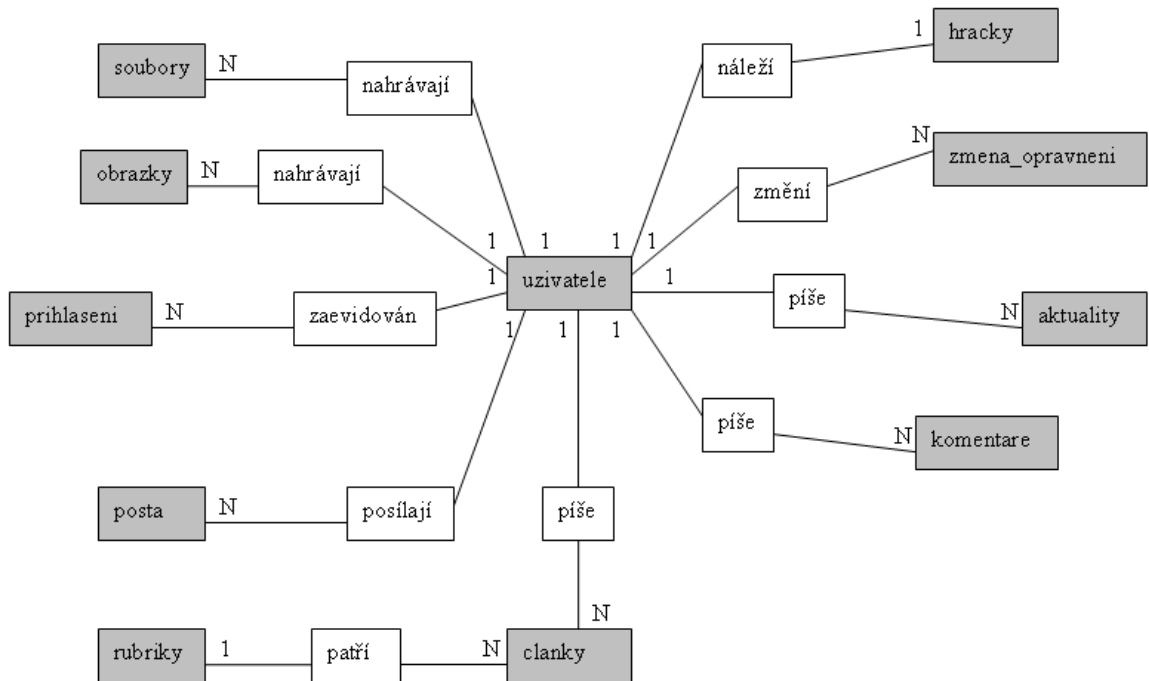 1 hracky
soubory N náleží
nahrávají
N zmena_opravneni
obrazky N nahrávají
změní
1 1 1 1
1 uzivatele 1
prihlaseni N zaevidován píše N aktuality
1 1 1
píše N komentare
posta N posílají píše
N
rubriky 1 patří N clanky